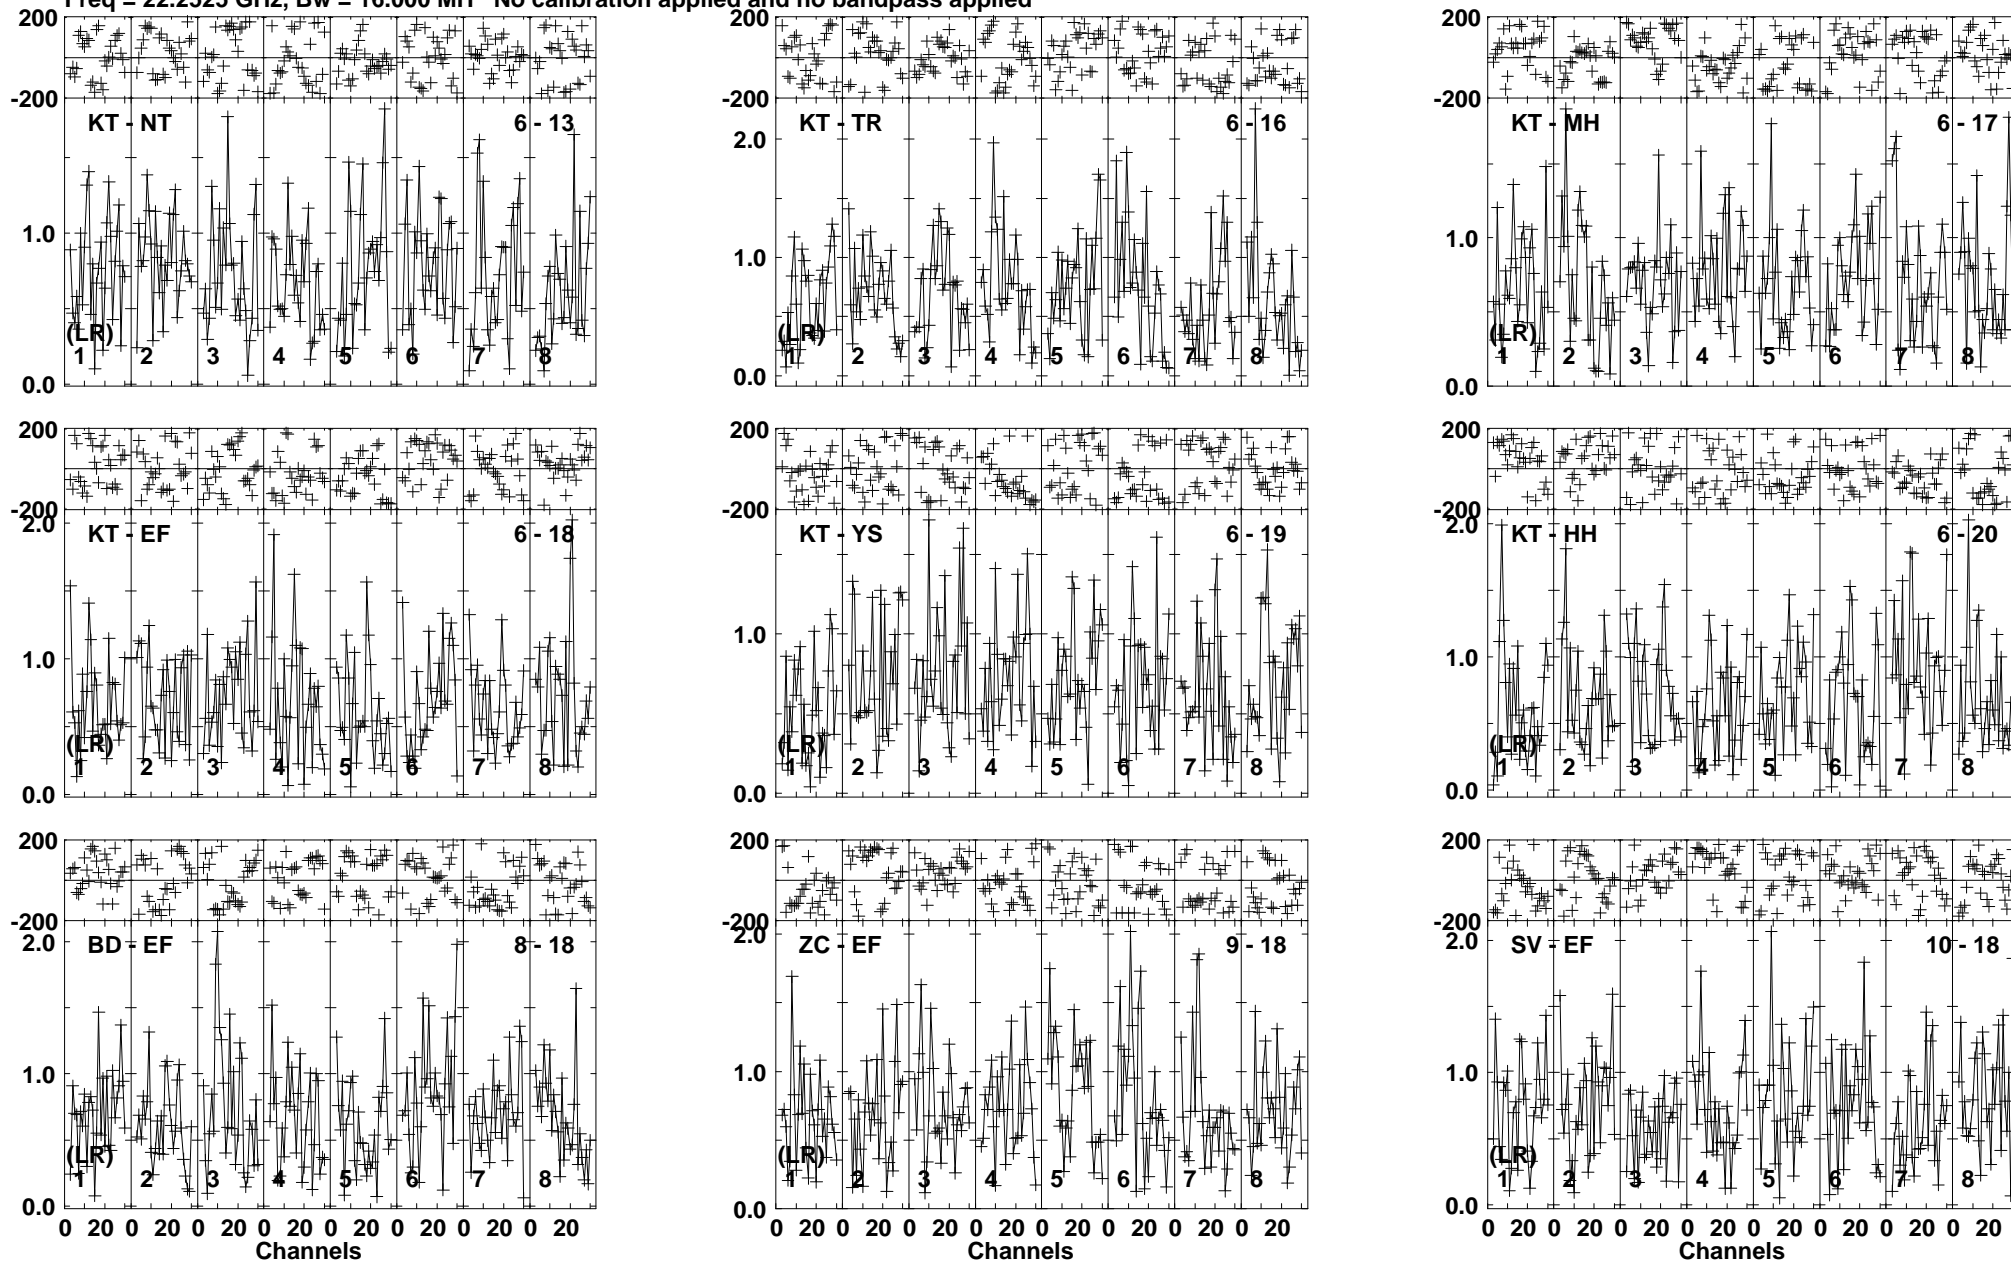 Freq = 22.2525 GHz, Bw = 16.000 MH No calibration applied and no bandpass applied
200 200 200
-200 -200 -200
KT - NT 6 - 13 KT - TR 6 - 16 KT - MH 6 - 17
2.0
1.0 1.0 1.0
(LR) (LR) (LR)
1 2 3 4 5 6 7 8 1 2 3 4 5 6 7 8 1 2 3 4 5 6 7 8
0.0 0.0 0.0
200 200 200
-200 -200 -200
2.0 2.0
KT - EF 6 - 18 KT - YS 6 - 19 KT - HH 6 - 20
1.0 1.0 1.0
(LR) (LR) (LR)
1 2 3 4 5 6 7 8 1 2 3 4 5 6 7 8 1 2 3 4 5 6 7 8
0.0 0.0 0.0
200 200 200
-200 -200 -200
2.0 2.0 2.0
BD - EF 8 - 18 ZC - EF 9 - 18 SV - EF 10 - 18
1.0 1.0 1.0
(LR) (LR) (LR)
1 2 3 4 5 6 7 8 1 2 3 4 5 6 7 8 1 2 3 4 5 6 7 8
0.0 0.0 0.0
0 20 0 20 0 20 0 20 0 20 0 20 0 20 0 20 0 20 0 20 0 20 0 20 0 20 0 20 0 20 0 20 0 20 0 20 0 20 0 20 0 20 0 20 0 20 0 20
Channels Channels Channels